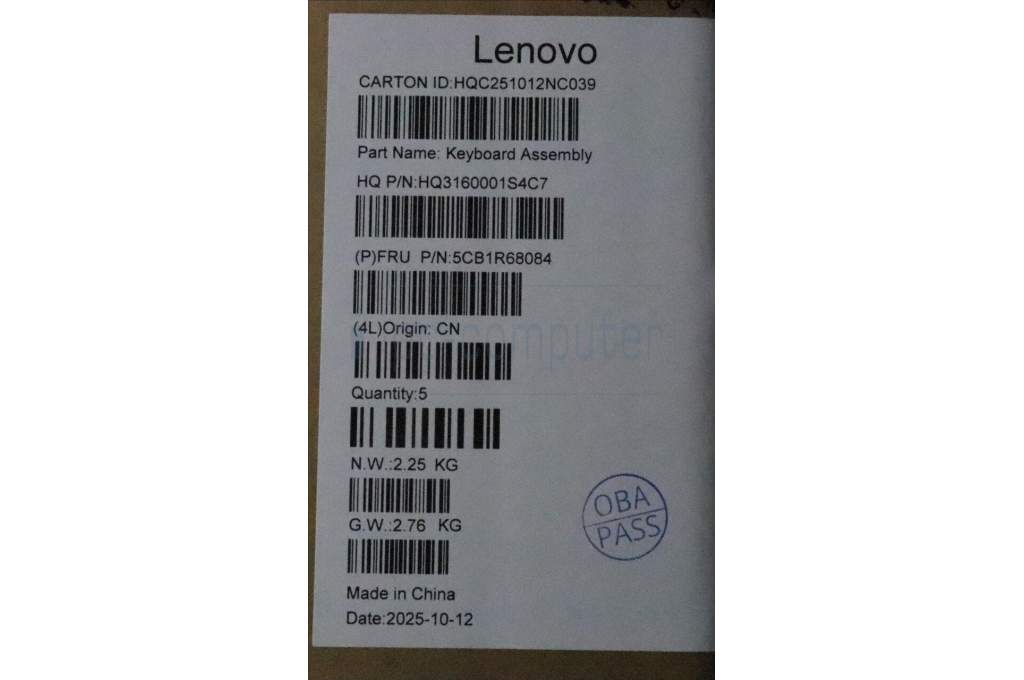 Lenovo
CARTON ID:HQC251012NC039
Part Name: Keyboard Assembly
HQ P/N:HQ3160001S4C7
(P)FRU P/N:5CB1R68084
(4L)Origin: CN
computer
Quantity:5
N.W.:2.25 KG
G.W.:2.76 KG
OBA
PASS
Made in China
Date:2025-10-12